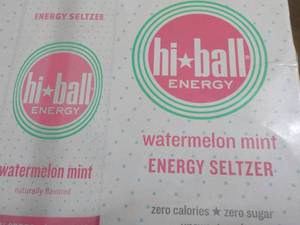 ENERGY SELTZER
hi★ball
ENERGY
watermelon mint
naturally flavored
hi★ball
ENERGY
watermelon mint
ENERGY SELTZER
zero calories ★ zero sugar